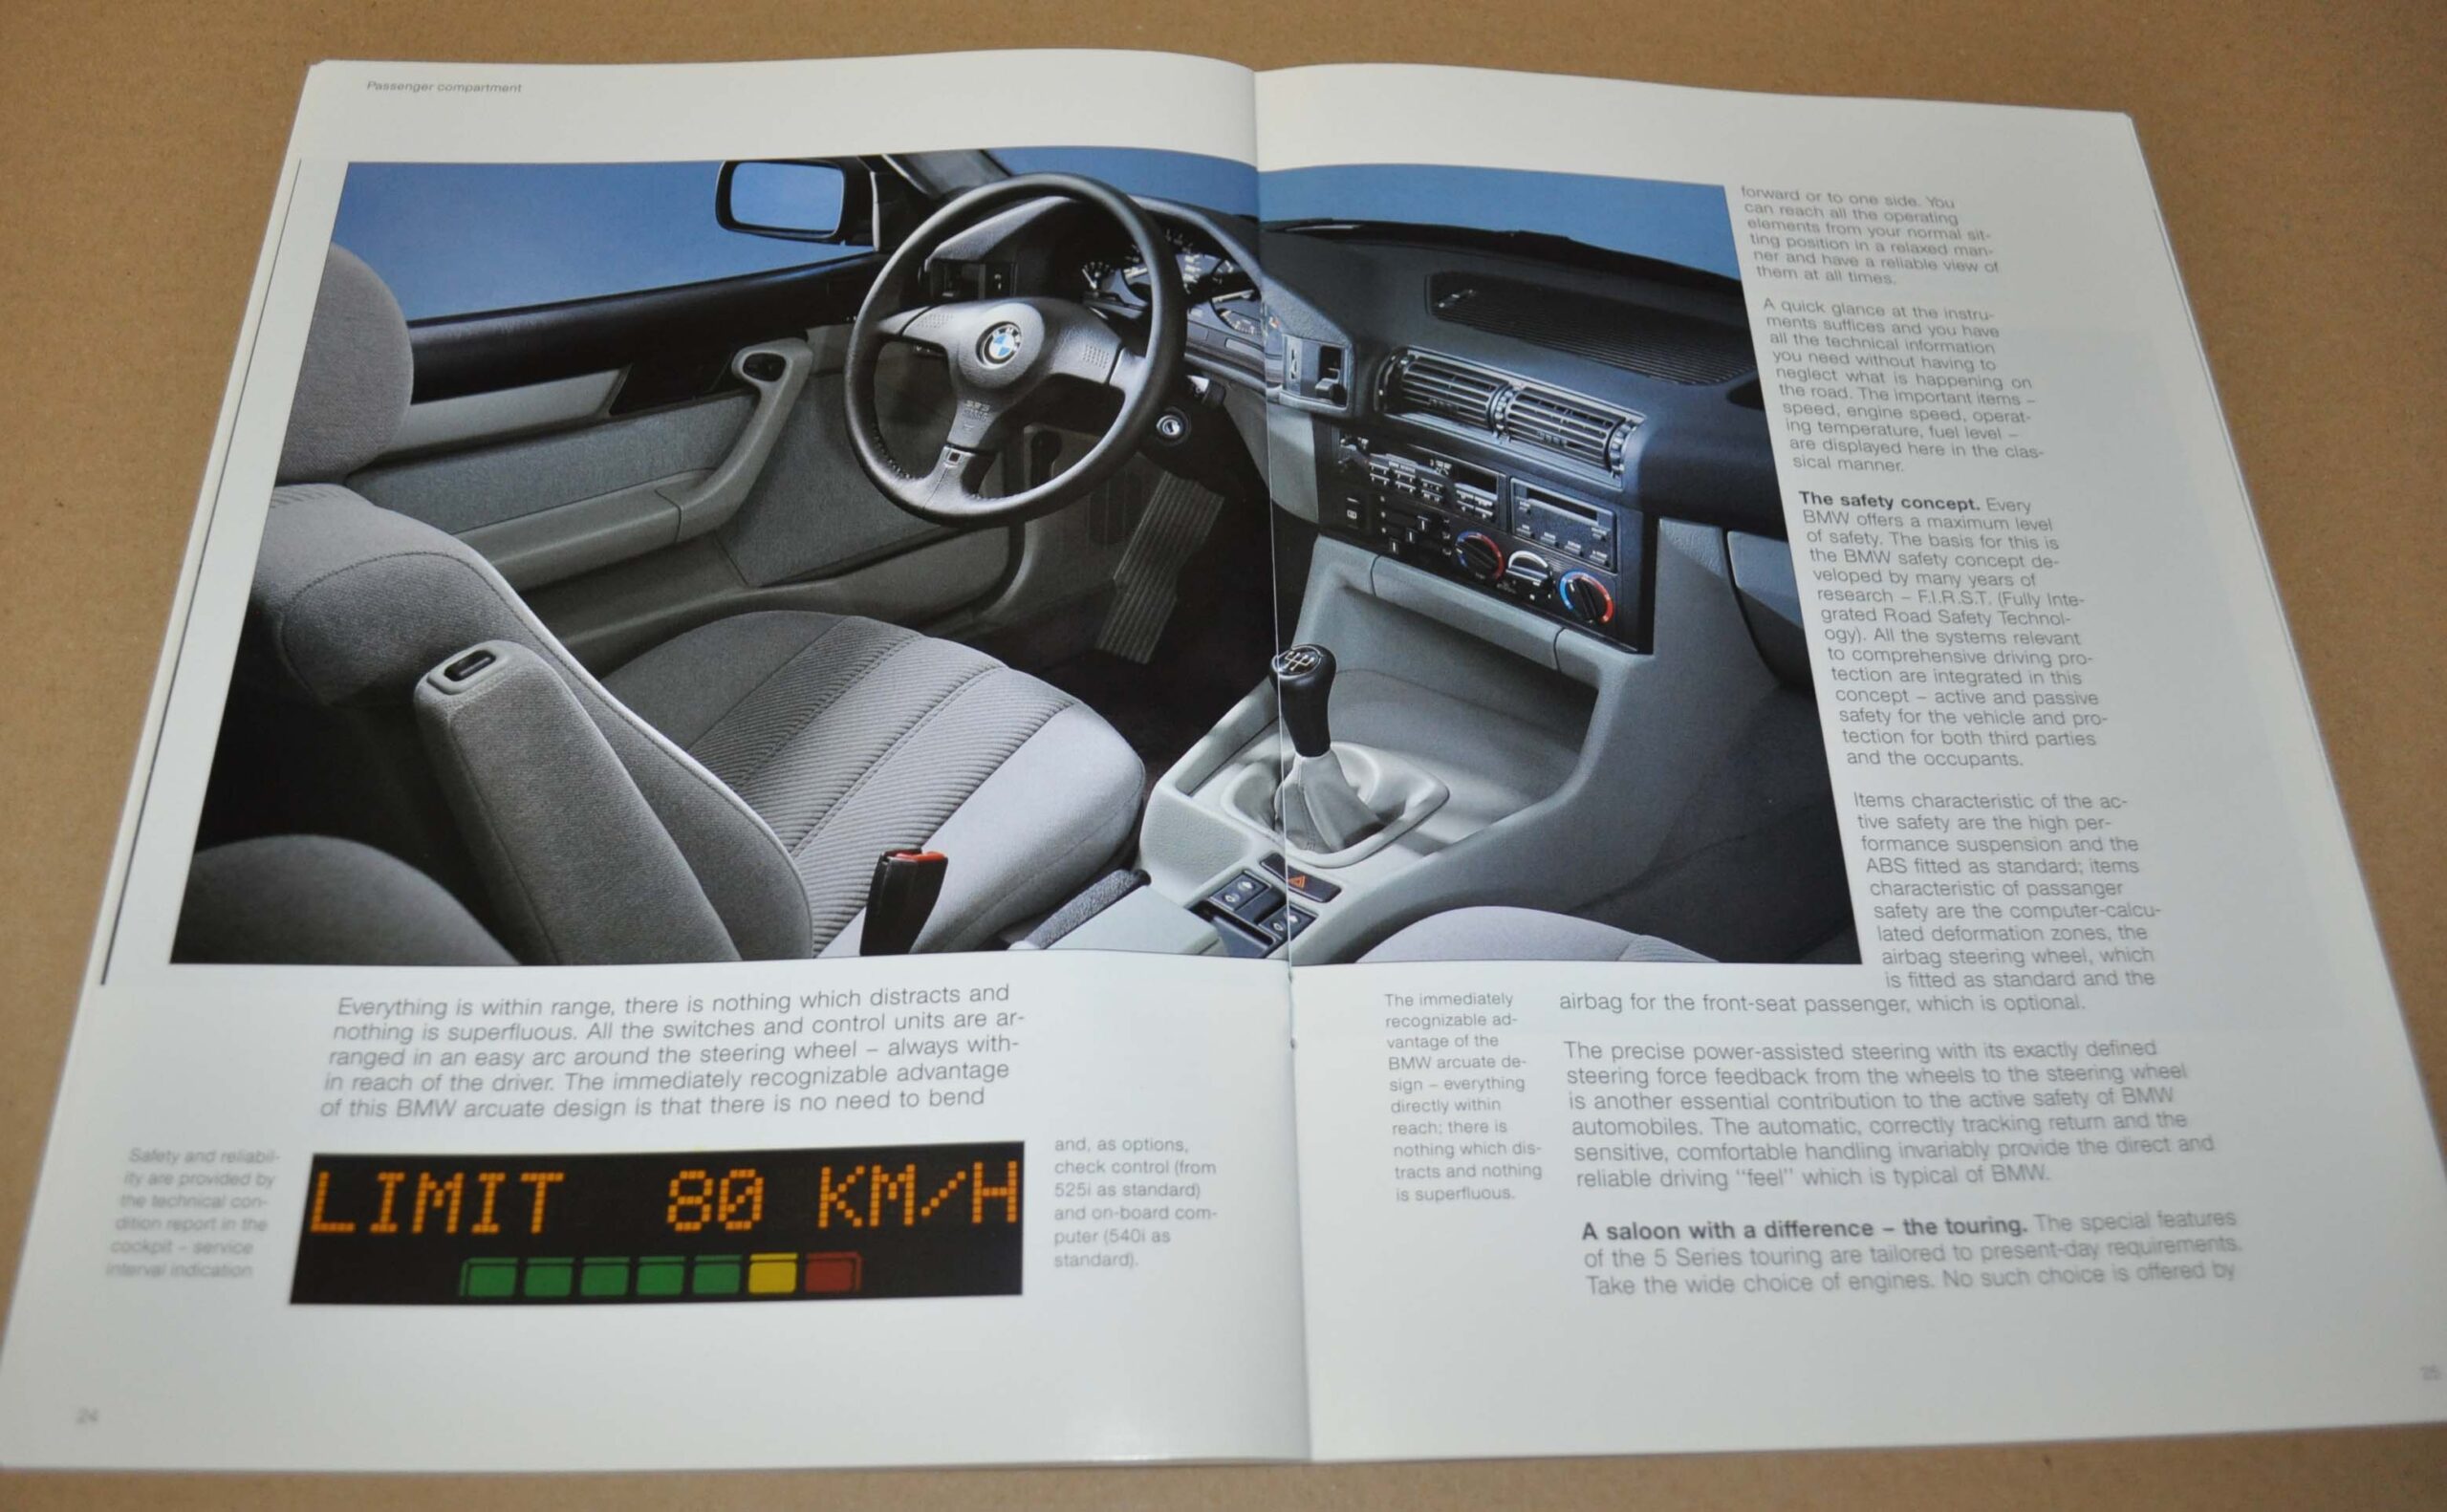 Passenger compartment
Everything is within range, there is nothing which distracts and
nothing is superfluous. All the switches and control units are ar-
ranged in an easy arc around the steering wheel – always with-
in reach of the driver. The immediately recognizable advantage
of this BMW arcuate design is that there is no need to bend
Safety and reliabil-
ity are provided by
the technical con-
dition report in the
cockpit – service
interval indication
LIMIT 80 KM/H
and, as options,
check control (from
525i as standard)
and on-board com-
puter (540i as
standard).
24
forward or to one side. You
can reach all the operating
elements from your normal sit-
ting position in a relaxed man-
ner and have a reliable view of
them at all times.
A quick glance at the instru-
ments suffices and you have
all the technical information
you need without having to
neglect what is happening on
the road. The important items –
speed, engine speed, operat-
ing temperature, fuel level –
are displayed here in the clas-
sical manner.
The safety concept. Every
BMW offers a maximum level
of safety. The basis for this is
the BMW safety concept de-
veloped by many years of
research – F.I.R.S.T. (Fully Inte-
grated Road Safety Technol-
ogy). All the systems relevant
to comprehensive driving pro-
tection are integrated in this
concept – active and passive
safety for the vehicle and pro-
tection for both third parties
and the occupants.
Items characteristic of the ac-
tive safety are the high per-
formance suspension and the
ABS fitted as standard; items
characteristic of passanger
safety are the computer-calcu-
lated deformation zones, the
airbag steering wheel, which
is fitted as standard and the
airbag for the front-seat passenger, which is optional.
The precise power-assisted steering with its exactly defined
steering force feedback from the wheels to the steering wheel
is another essential contribution to the active safety of BMW
automobiles. The automatic, correctly tracking return and the
sensitive, comfortable handling invariably provide the direct and
reliable driving "feel" which is typical of BMW.
A saloon with a difference – the touring. The special features
of the 5 Series touring are tailored to present-day requirements.
Take the wide choice of engines. No such choice is offered by
The immediately
recognizable ad-
vantage of the
BMW arcuate de-
sign – everything
directly within
reach; there is
nothing which dis-
tracts and nothing
is superfluous.
25